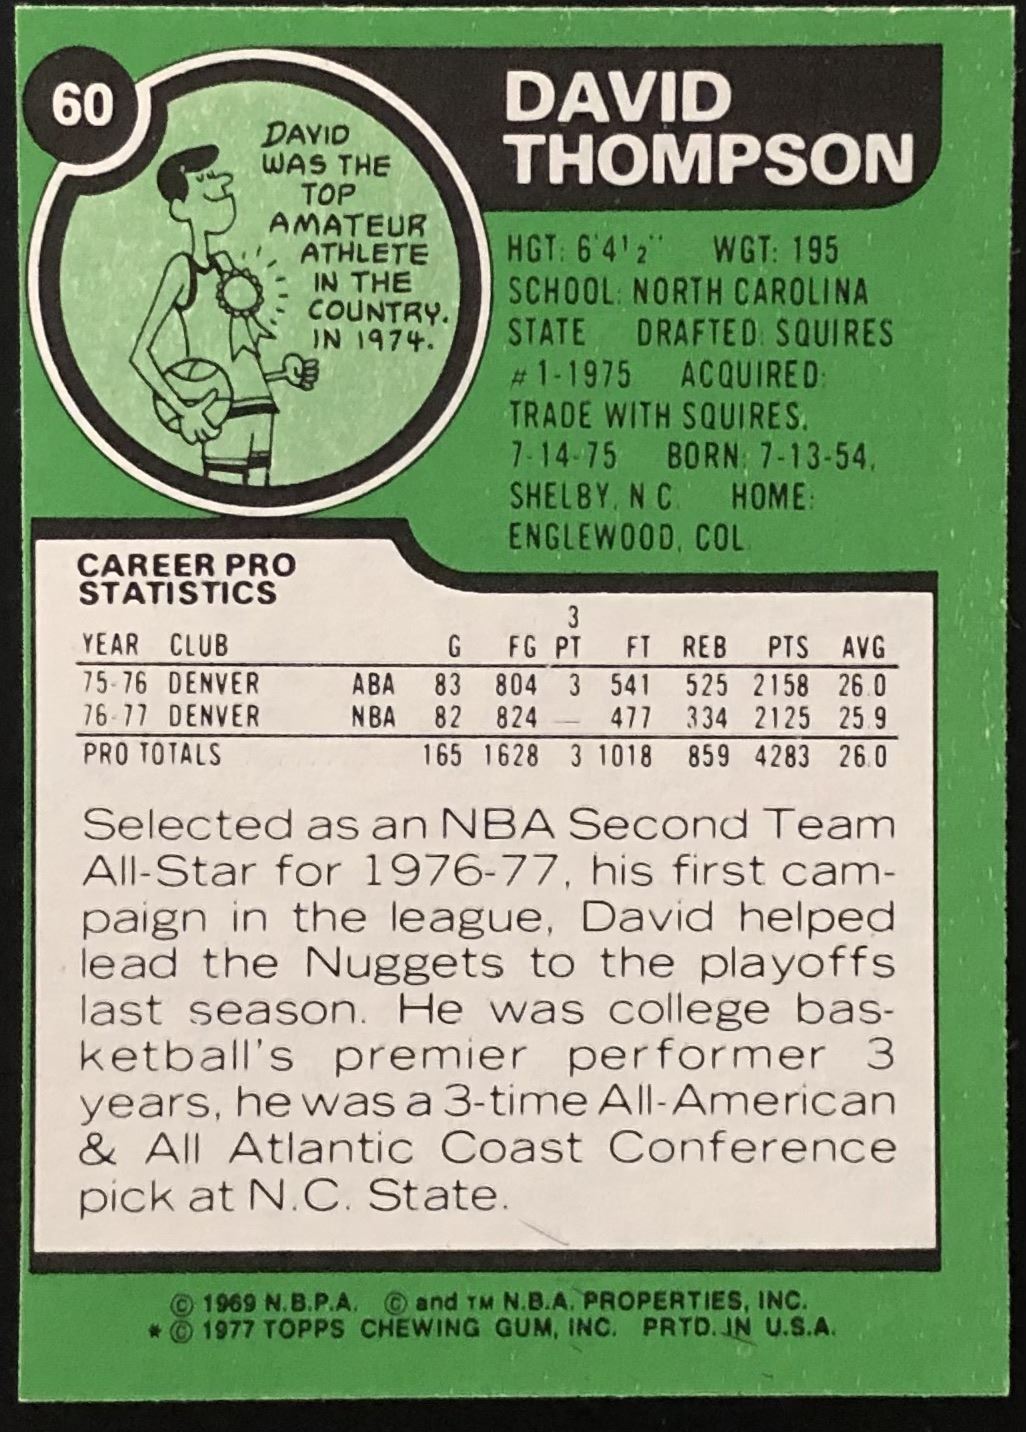 60
DAVID
THOMPSON
DAVID
WAS THE
TOP
AMATEUR
ATHLETE
IN THE
COUNTRY.
IN 1974.
HGT: 6'4½" WGT: 195
SCHOOL: NORTH CAROLINA
STATE DRAFTED: SQUIRES
#1-1975 ACQUIRED:
TRADE WITH SQUIRES,
7-14-75 BORN: 7-13-54,
SHELBY, N.C. HOME:
ENGLEWOOD, COL.
CAREER PRO
STATISTICS
YEAR CLUB G FG 3 PT FT REB PTS AVG
75-76 DENVER ABA 83 804 3 541 525 2158 26.0
76-77 DENVER NBA 82 824 — 477 334 2125 25.9
PRO TOTALS 165 1628 3 1018 859 4283 26.0
Selected as an NBA Second Team
All-Star for 1976-77, his first cam-
paign in the league, David helped
lead the Nuggets to the playoffs
last season. He was college bas-
ketball's premier performer 3
years, he was a 3-time All-American
& All Atlantic Coast Conference
pick at N.C. State.
© 1969 N.B.P.A. © and TM N.B.A. PROPERTIES, INC.
* © 1977 TOPPS CHEWING GUM, INC. PRTD. IN U.S.A.